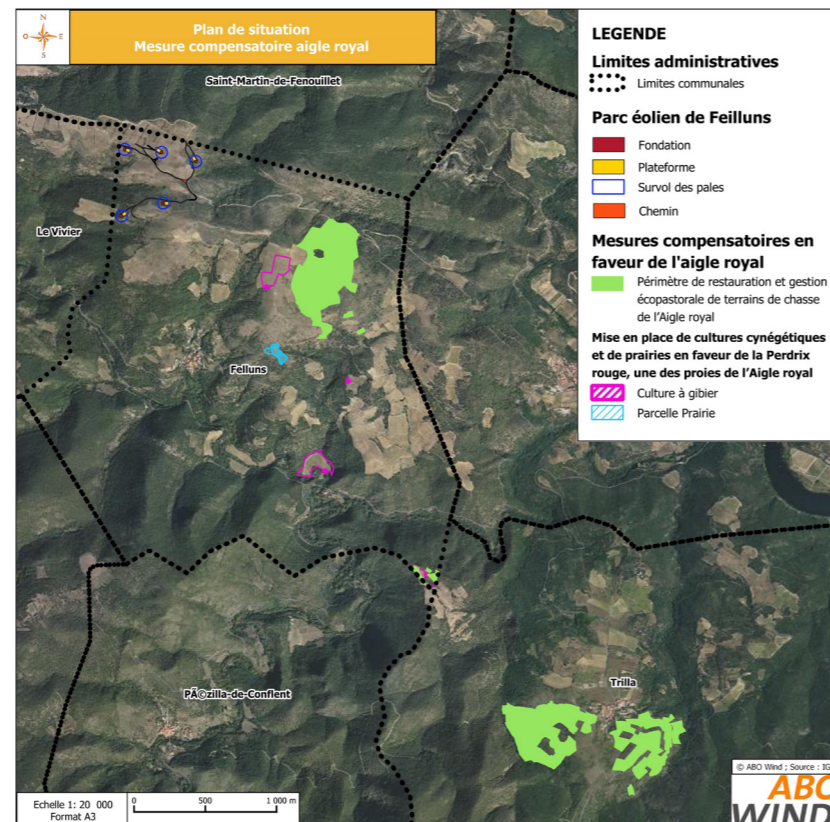 N
O
E
S
Plan de situation
Mesure compensatoire aigle royal
Saint-Martin-de-Fenouillet
Le Vivier
Felluns
PÃ©zilla-de-Conflent
Trilla
LEGENDE
Limites administratives
Limites communales
Parc éolien de Feilluns
Fondation
Plateforme
Survol des pales
Chemin
Mesures compensatoires en
faveur de l'aigle royal
Périmètre de restauration et gestion
écopastorale de terrains de chasse
de l'Aigle royal
Mise en place de cultures cynégétiques
et de prairies en faveur de la Perdrix
rouge, une des proies de l'Aigle royal
Culture à gibier
Parcelle Prairie
Echelle 1: 20 000
Format A3
0
500
1 000 m
© ABO Wind ; Source : IG
ABO
WIND